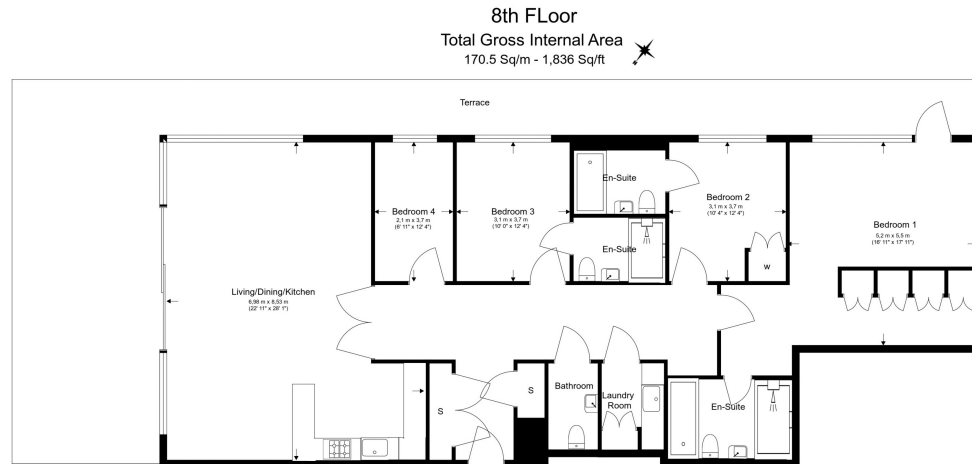 8th FLoor
Total Gross Internal Area
170.5 Sq/m - 1,836 Sq/ft
Terrace
En-Suite
Bedroom 4
2,1 m x 3,7 m
(6' 11" x 12' 4")
Bedroom 3
3,1 m x 3,7 m
(10' 0" x 12' 4")
Bedroom 2
3,1 m x 3,7 m
(10' 4" x 12' 4")
Bedroom 1
5,2 m x 5,5 m
(16' 11" x 17' 11")
En-Suite
W
Living/Dining/Kitchen
6,98 m x 8,53 m
(22' 11" x 28' 1")
S
S
Bathroom
Laundry
Room
En-Suite